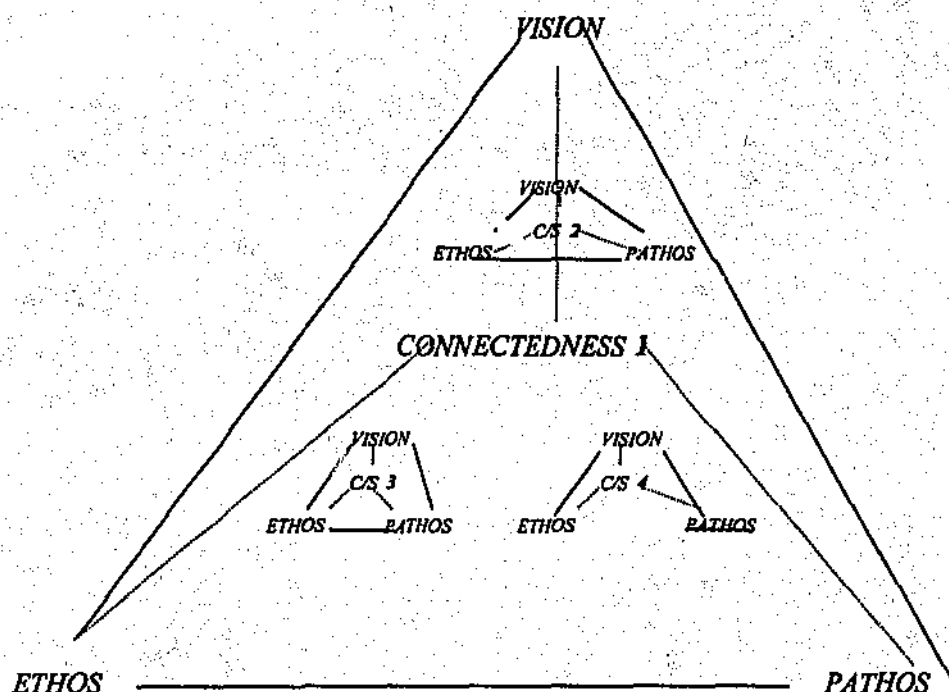 VISION
VISION
C/S 2
ETHOS PATHOS
CONNECTEDNESS 1
VISION VISION
C/S 3 C/S 4
ETHOS PATHOS ETHOS PATHOS
ETHOS PATHOS